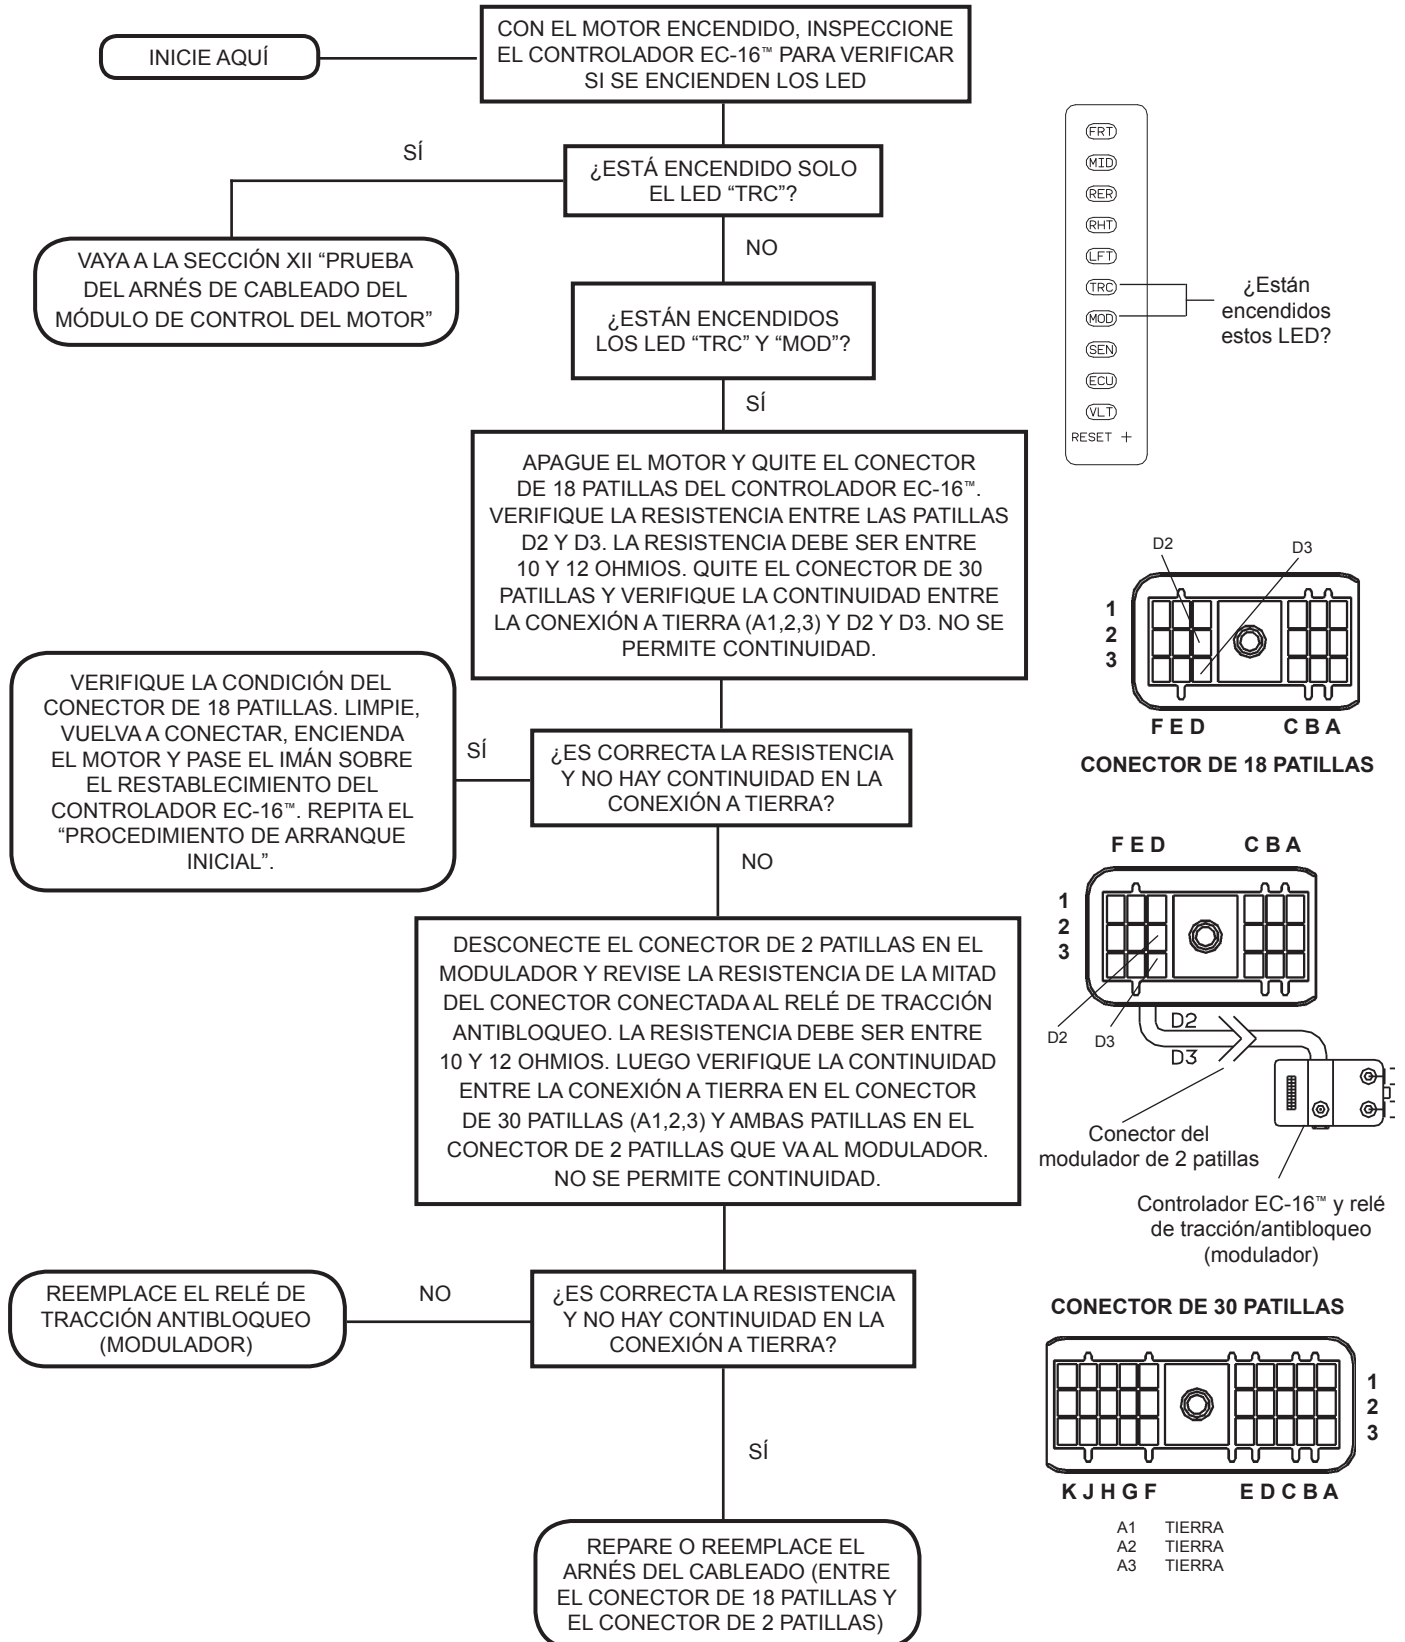 INICIE AQUÍ
CON EL MOTOR ENCENDIDO, INSPECCIONE
EL CONTROLADOR EC-16™ PARA VERIFICAR
SI SE ENCIENDEN LOS LED
SÍ
¿ESTÁ ENCENDIDO SOLO
EL LED “TRC”?
NO
VAYA A LA SECCIÓN XII “PRUEBA
DEL ARNÉS DE CABLEADO DEL
MÓDULO DE CONTROL DEL MOTOR”
¿ESTÁN ENCENDIDOS
LOS LED “TRC” Y “MOD”?
SÍ
FRT
MID
RER
RHT
LFT
TRC
MOD
SEN
ECU
VLT
RESET +
¿Están
encendidos
estos LED?
APAGUE EL MOTOR Y QUITE EL CONECTOR
DE 18 PATILLAS DEL CONTROLADOR EC-16™.
VERIFIQUE LA RESISTENCIA ENTRE LAS PATILLAS
D2 Y D3. LA RESISTENCIA DEBE SER ENTRE
10 Y 12 OHMIOS. QUITE EL CONECTOR DE 30
PATILLAS Y VERIFIQUE LA CONTINUIDAD ENTRE
LA CONEXIÓN A TIERRA (A1,2,3) Y D2 Y D3. NO SE
PERMITE CONTINUIDAD.
D2 D3
1
2
3
F E D C B A
CONECTOR DE 18 PATILLAS
VERIFIQUE LA CONDICIÓN DEL
CONECTOR DE 18 PATILLAS. LIMPIE,
VUELVA A CONECTAR, ENCIENDA
EL MOTOR Y PASE EL IMÁN SOBRE
EL RESTABLECIMIENTO DEL
CONTROLADOR EC-16™. REPITA EL
“PROCEDIMIENTO DE ARRANQUE
INICIAL”.
SÍ
¿ES CORRECTA LA RESISTENCIA
Y NO HAY CONTINUIDAD EN LA
CONEXIÓN A TIERRA?
NO
F E D C B A
1
2
3
D2 D3
D2
D3
Conector del
modulador de 2 patillas
Controlador EC-16™ y relé
de tracción/antibloqueo
(modulador)
DESCONECTE EL CONECTOR DE 2 PATILLAS EN EL
MODULADOR Y REVISE LA RESISTENCIA DE LA MITAD
DEL CONECTOR CONECTADA AL RELÉ DE TRACCIÓN
ANTIBLOQUEO. LA RESISTENCIA DEBE SER ENTRE
10 Y 12 OHMIOS. LUEGO VERIFIQUE LA CONTINUIDAD
ENTRE LA CONEXIÓN A TIERRA EN EL CONECTOR
DE 30 PATILLAS (A1,2,3) Y AMBAS PATILLAS EN EL
CONECTOR DE 2 PATILLAS QUE VA AL MODULADOR.
NO SE PERMITE CONTINUIDAD.
REEMPLACE EL RELÉ DE
TRACCIÓN ANTIBLOQUEO
(MODULADOR)
NO
¿ES CORRECTA LA RESISTENCIA
Y NO HAY CONTINUIDAD EN LA
CONEXIÓN A TIERRA?
SÍ
CONECTOR DE 30 PATILLAS
1
2
3
K J H G F E D C B A
A1 TIERRA
A2 TIERRA
A3 TIERRA
REPARE O REEMPLACE EL
ARNÉS DEL CABLEADO (ENTRE
EL CONECTOR DE 18 PATILLAS Y
EL CONECTOR DE 2 PATILLAS)